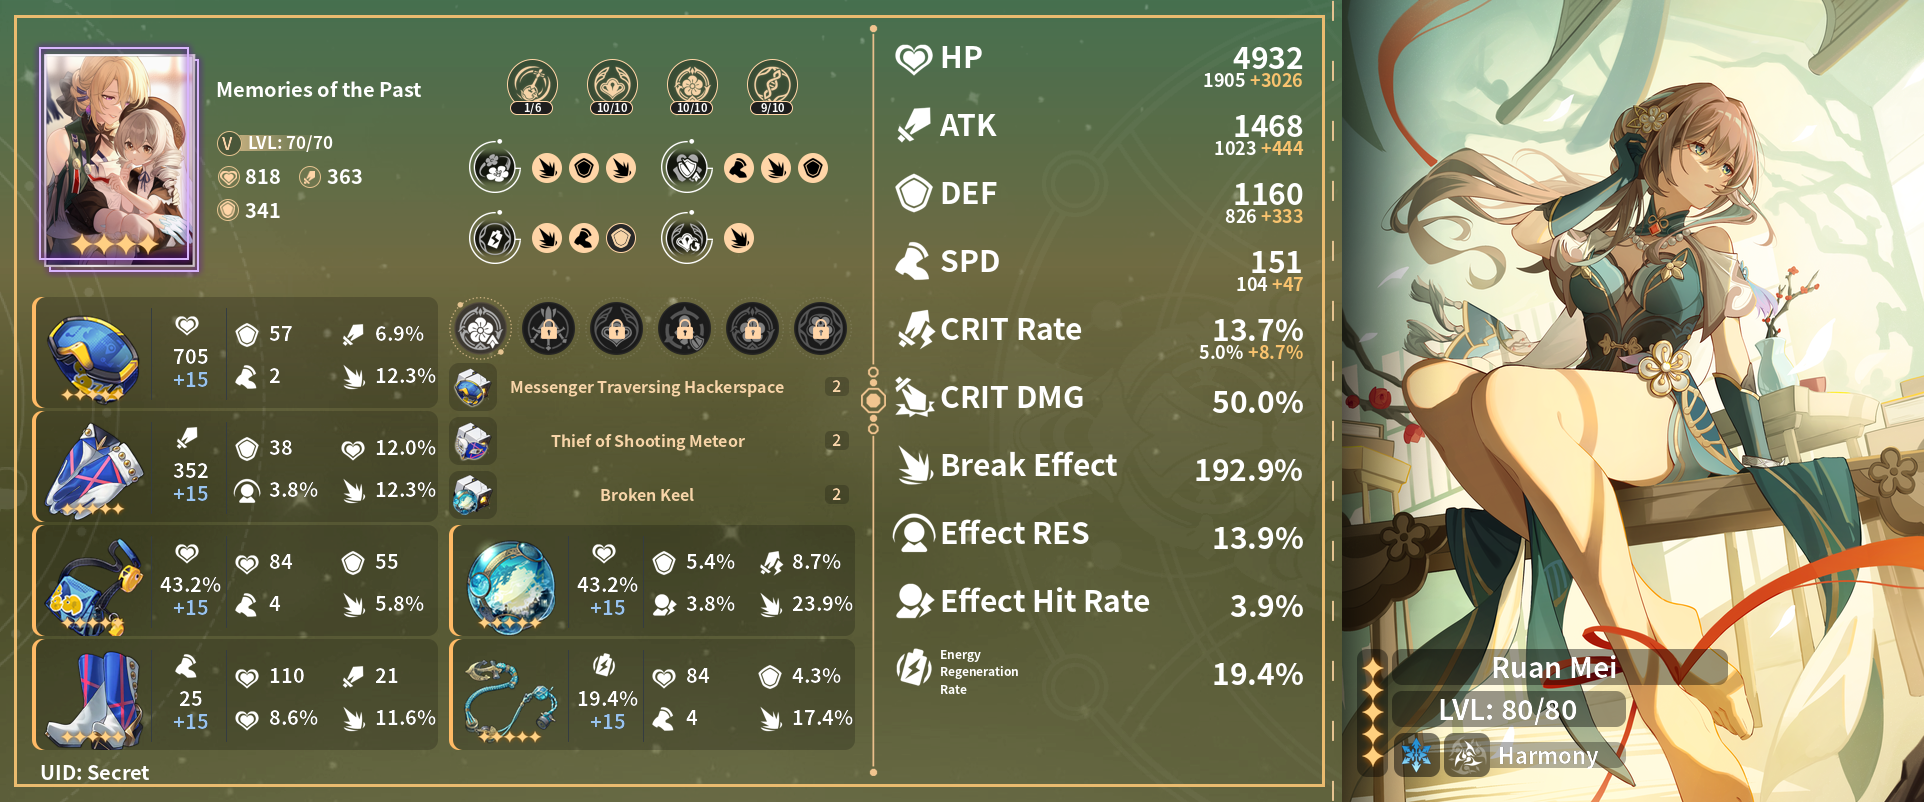 Memories of the Past
V LVL: 70/70
818 363
341
1/6 10/10 10/10 9/10
705
+15
57 6.9%
2 12.3%
352
+15
38 12.0%
3.8% 12.3%
43.2%
+15
84 55
4 5.8%
25
+15
110 21
8.6% 11.6%
Messenger Traversing Hackerspace 2
Thief of Shooting Meteor 2
Broken Keel 2
43.2%
+15
5.4% 8.7%
3.8% 23.9%
19.4%
+15
84 4.3%
4 17.4%
UID: Secret
HP 4932
1905 +3026
ATK 1468
1023 +444
DEF 1160
826 +333
SPD 151
104 +47
CRIT Rate 13.7%
5.0% +8.7%
CRIT DMG 50.0%
Break Effect 192.9%
Effect RES 13.9%
Effect Hit Rate 3.9%
Energy
Regeneration
Rate
19.4%
Ruan Mei
LVL: 80/80
Harmony